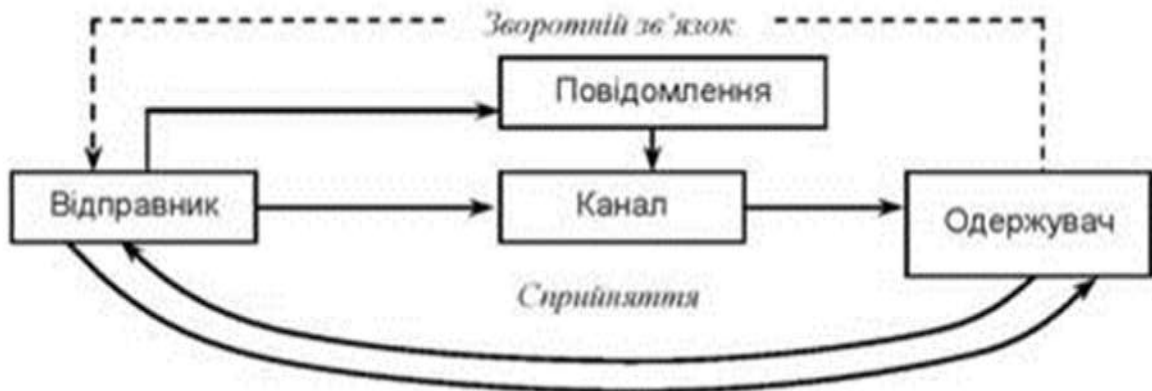 Зворотній зв’язок
Повідомлення
Відправник
Канал
Одержувач
Сприйняття